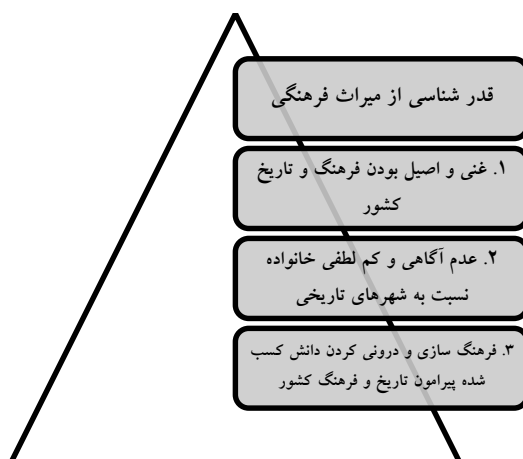 قدر شناسی از میراث فرهنگی
۱. غنی و اصیل بودن فرهنگ و تاریخ
کشور
۲. عدم آگاهی و کم لطفی خانواده
نسبت به شهرهای تاریخی
۳. فرهنگ سازی و درونی کردن دانش کسب
شده پیرامون تاریخ و فرهنگ کشور